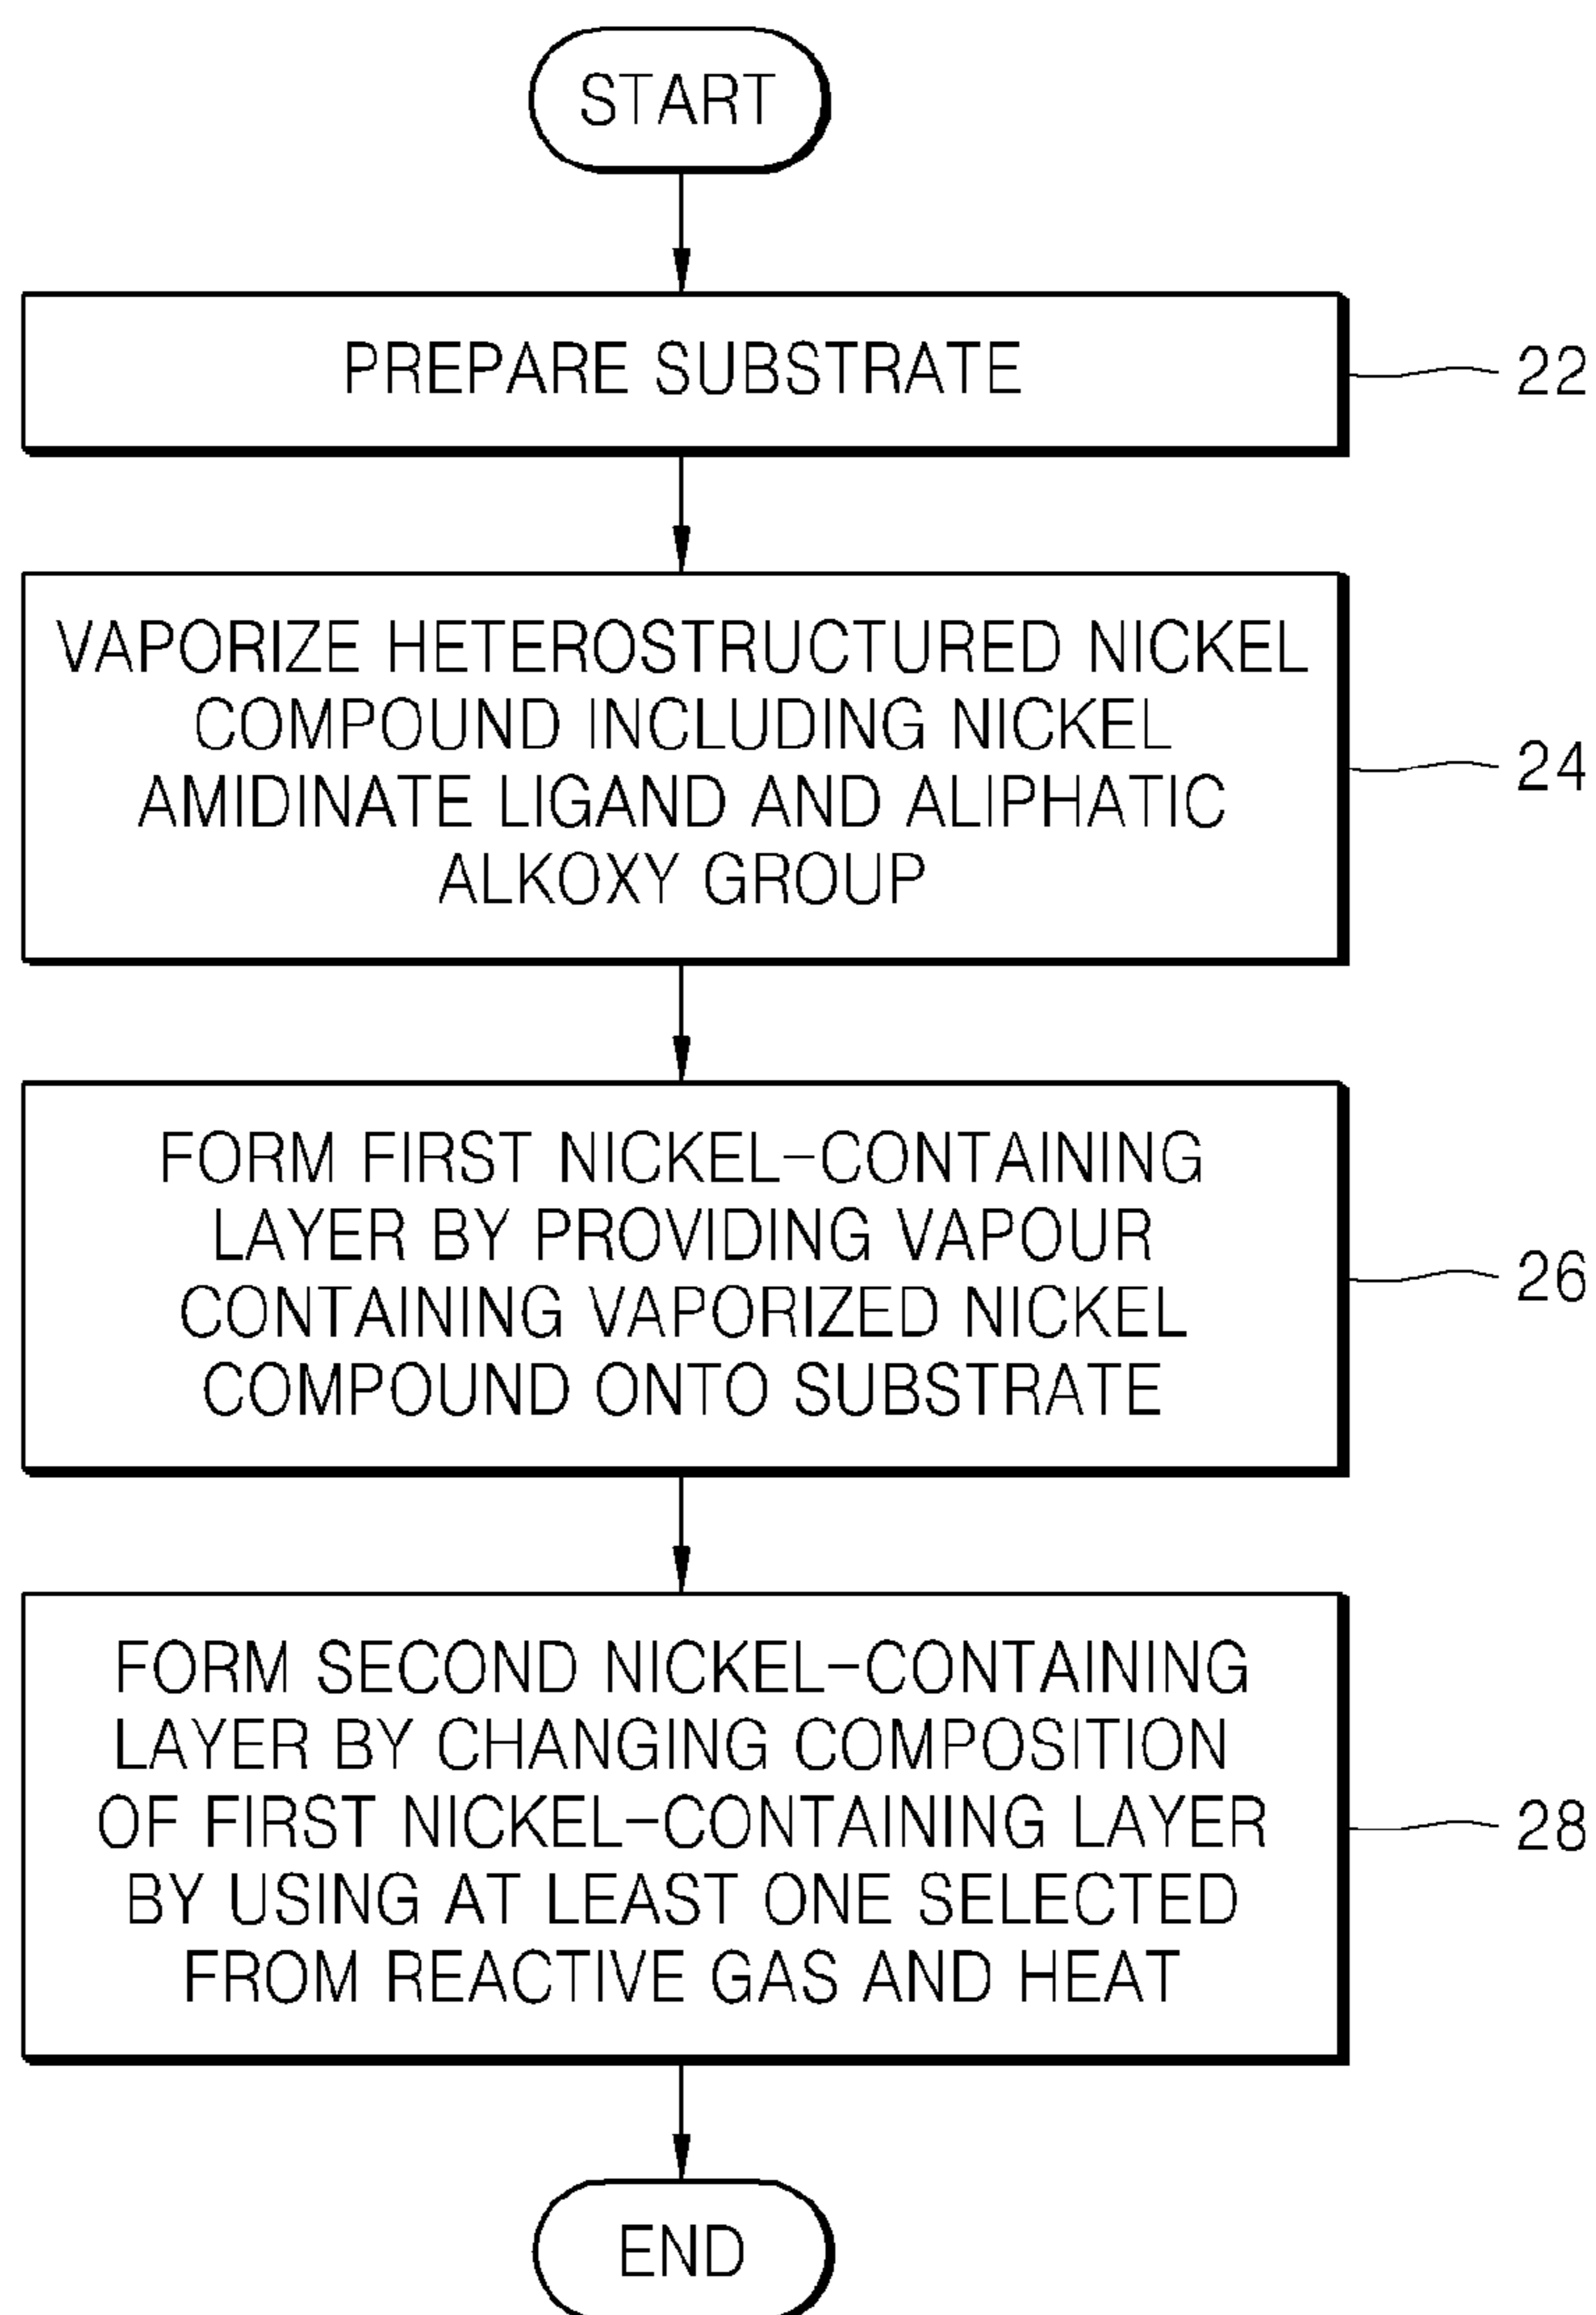 START
PREPARE SUBSTRATE
22
VAPORIZE HETEROSTRUCTURED NICKEL
COMPOUND INCLUDING NICKEL
AMIDINATE LIGAND AND ALIPHATIC
ALKOXY GROUP
24
FORM FIRST NICKEL-CONTAINING
LAYER BY PROVIDING VAPOUR
CONTAINING VAPORIZED NICKEL
COMPOUND ONTO SUBSTRATE
26
FORM SECOND NICKEL-CONTAINING
LAYER BY CHANGING COMPOSITION
OF FIRST NICKEL-CONTAINING LAYER
BY USING AT LEAST ONE SELECTED
FROM REACTIVE GAS AND HEAT
28
END